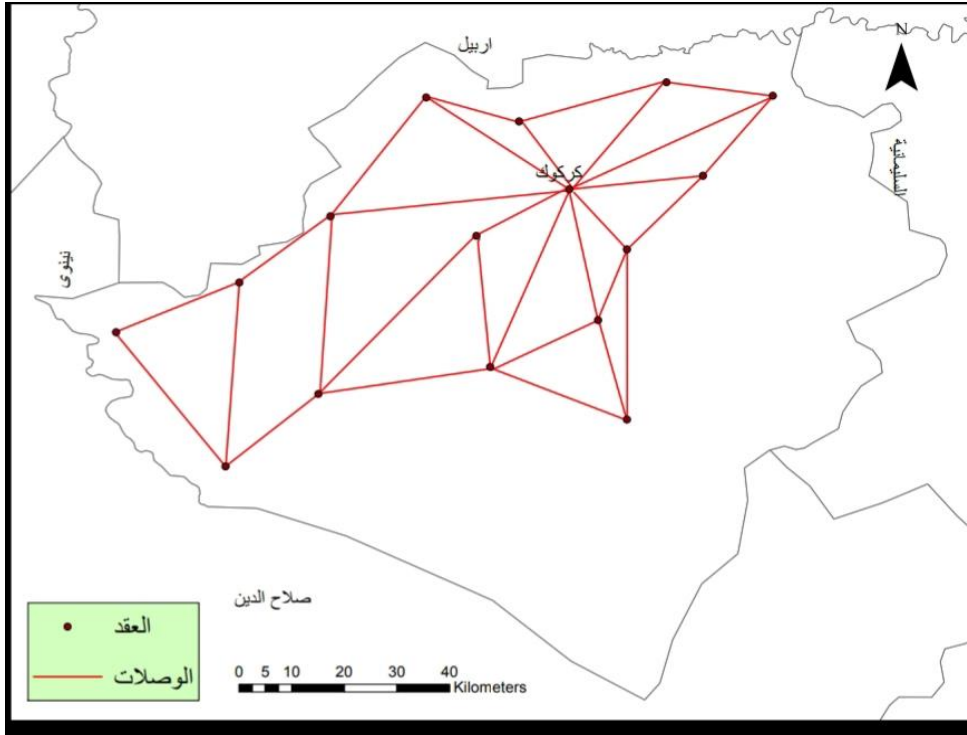 اربيل
N
السليمانية
كركوك
نينوى
صلاح الدين
العقد
الوصلات
0 5 10 20 30 40
Kilometers